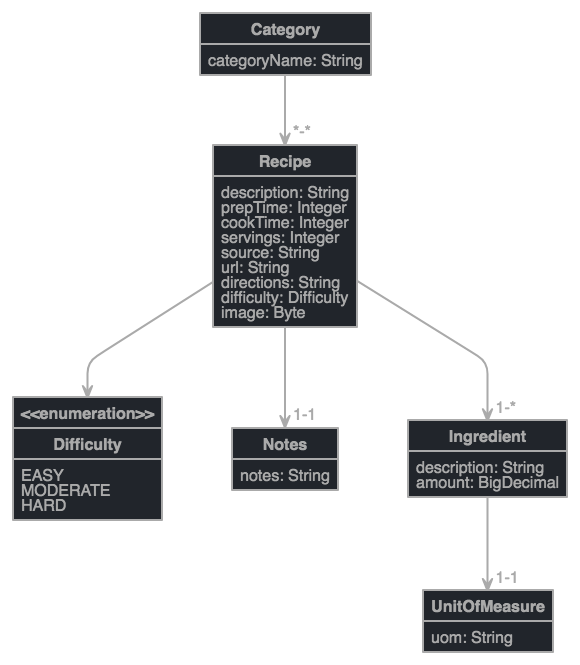 Category
categoryName: String
*-*
Recipe
description: String
prepTime: Integer
cookTime: Integer
servings: Integer
source: String
url: String
directions: String
difficulty: Difficulty
image: Byte
<<enumeration>>
Difficulty
EASY
MODERATE
HARD
1-1
Notes
notes: String
1-*
Ingredient
description: String
amount: BigDecimal
1-1
UnitOfMeasure
uom: String